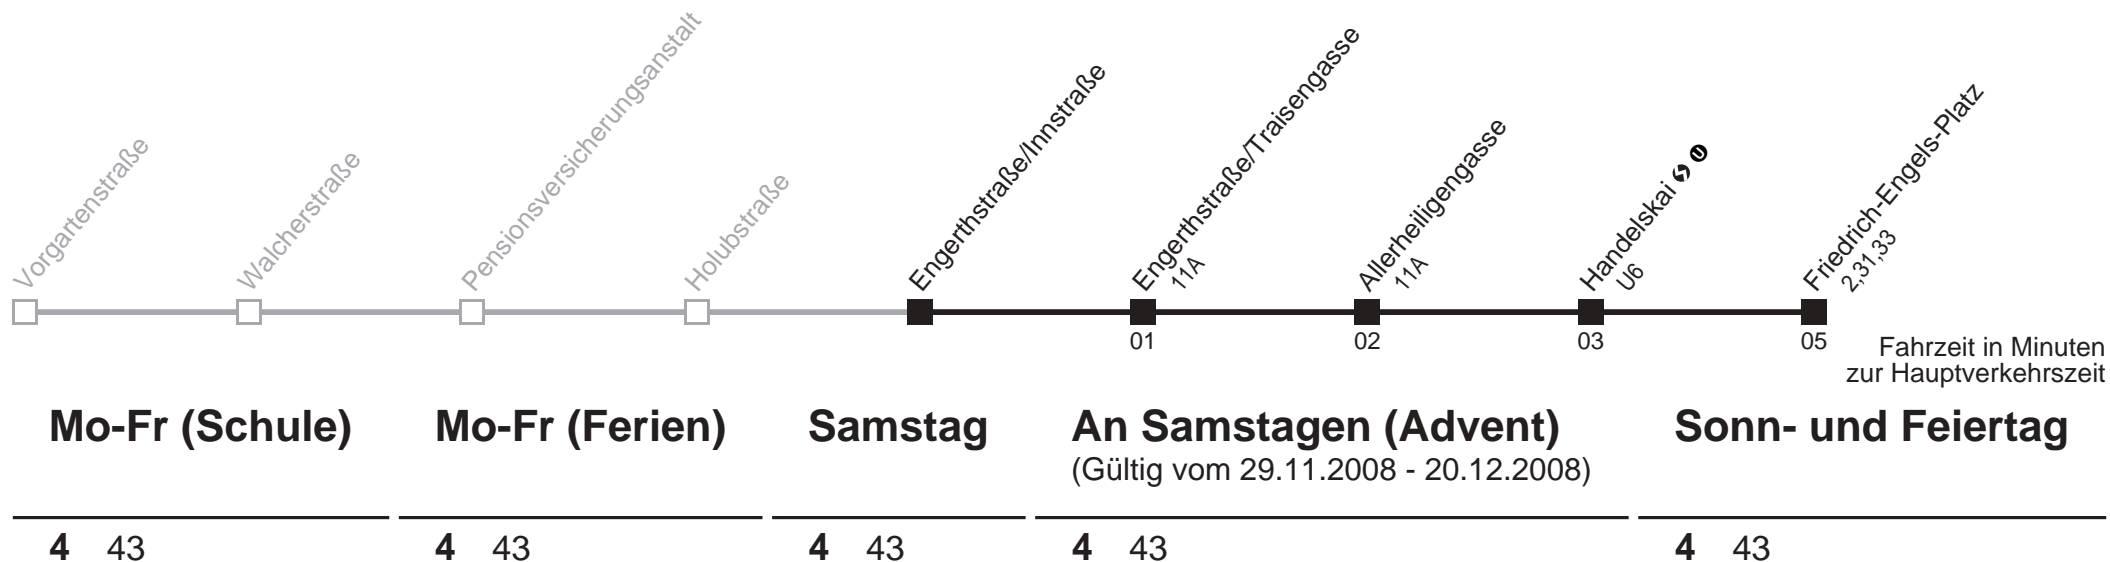 Vorgartenstraße
Walcherstraße
Pensionsversicherungsanstalt
Holubstraße
Engerthstraße/Innstraße
Engerthstraße/Traisengasse
11A
Allerheiligengasse
11A
Handelskai S U
U6
Friedrich-Engels-Platz
2,31,33
01 02 03 05
Fahrzeit in Minuten
zur Hauptverkehrszeit
Mo-Fr (Schule) Mo-Fr (Ferien) Samstag An Samstagen (Advent) Sonn- und Feiertag
(Gültig vom 29.11.2008 - 20.12.2008)
4 43 4 43 4 43 4 43 4 43